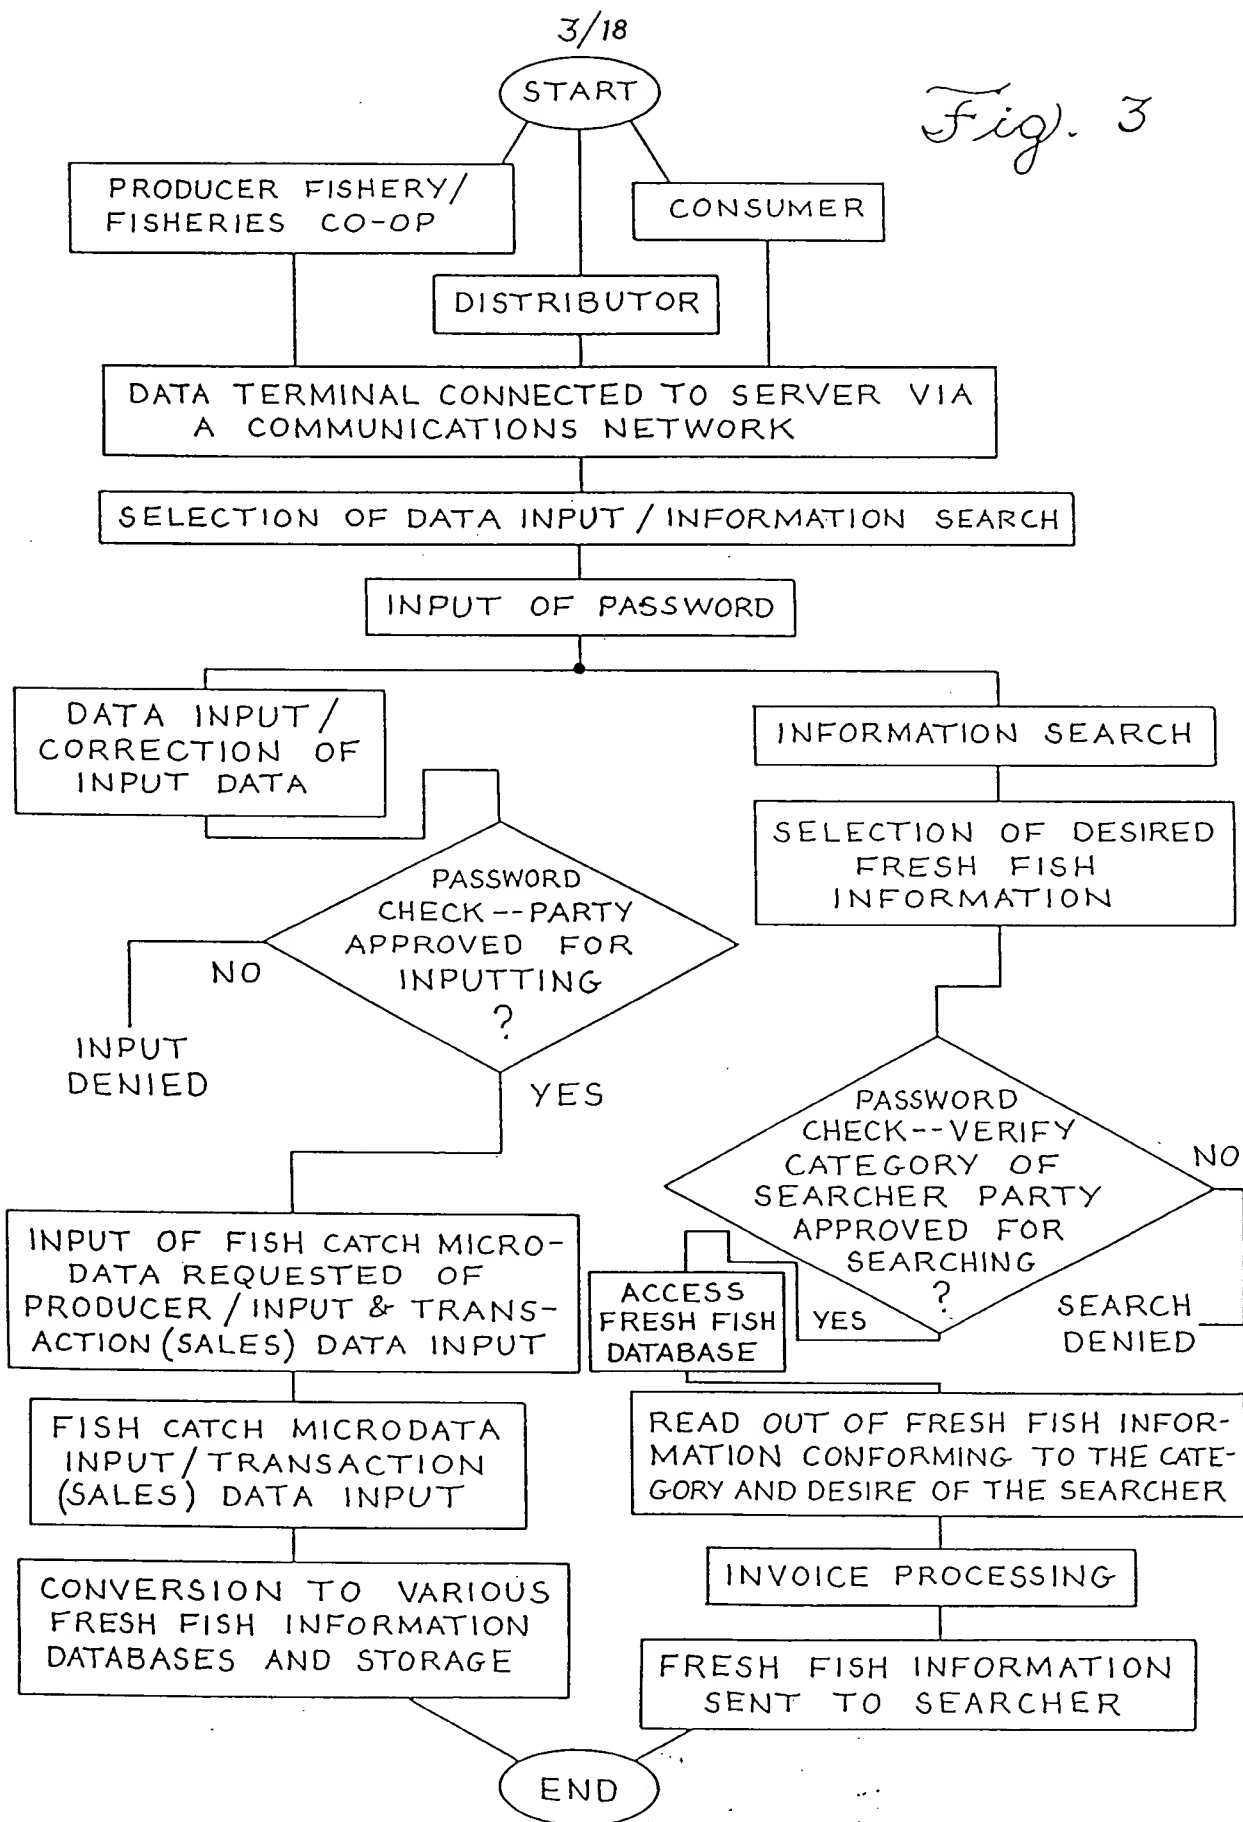 3/18
Fig. 3
START
PRODUCER FISHERY/
FISHERIES CO-OP
CONSUMER
DISTRIBUTOR
DATA TERMINAL CONNECTED TO SERVER VIA
A COMMUNICATIONS NETWORK
SELECTION OF DATA INPUT / INFORMATION SEARCH
INPUT OF PASSWORD
DATA INPUT/
CORRECTION OF
INPUT DATA
PASSWORD
CHECK--PARTY
APPROVED FOR
INPUTTING
?
NO
INPUT
DENIED
YES
INPUT OF FISH CATCH MICRO-
DATA REQUESTED OF
PRODUCER / INPUT & TRANS-
ACTION (SALES) DATA INPUT
FISH CATCH MICRODATA
INPUT/TRANSACTION
(SALES) DATA INPUT
CONVERSION TO VARIOUS
FRESH FISH INFORMATION
DATABASES AND STORAGE
INFORMATION SEARCH
SELECTION OF DESIRED
FRESH FISH
INFORMATION
PASSWORD
CHECK--VERIFY
CATEGORY OF
SEARCHER PARTY
APPROVED FOR
SEARCHING
?
NO
SEARCH
DENIED
YES
ACCESS
FRESH FISH
DATABASE
READ OUT OF FRESH FISH INFOR-
MATION CONFORMING TO THE CATE-
GORY AND DESIRE OF THE SEARCHER
INVOICE PROCESSING
FRESH FISH INFORMATION
SENT TO SEARCHER
END